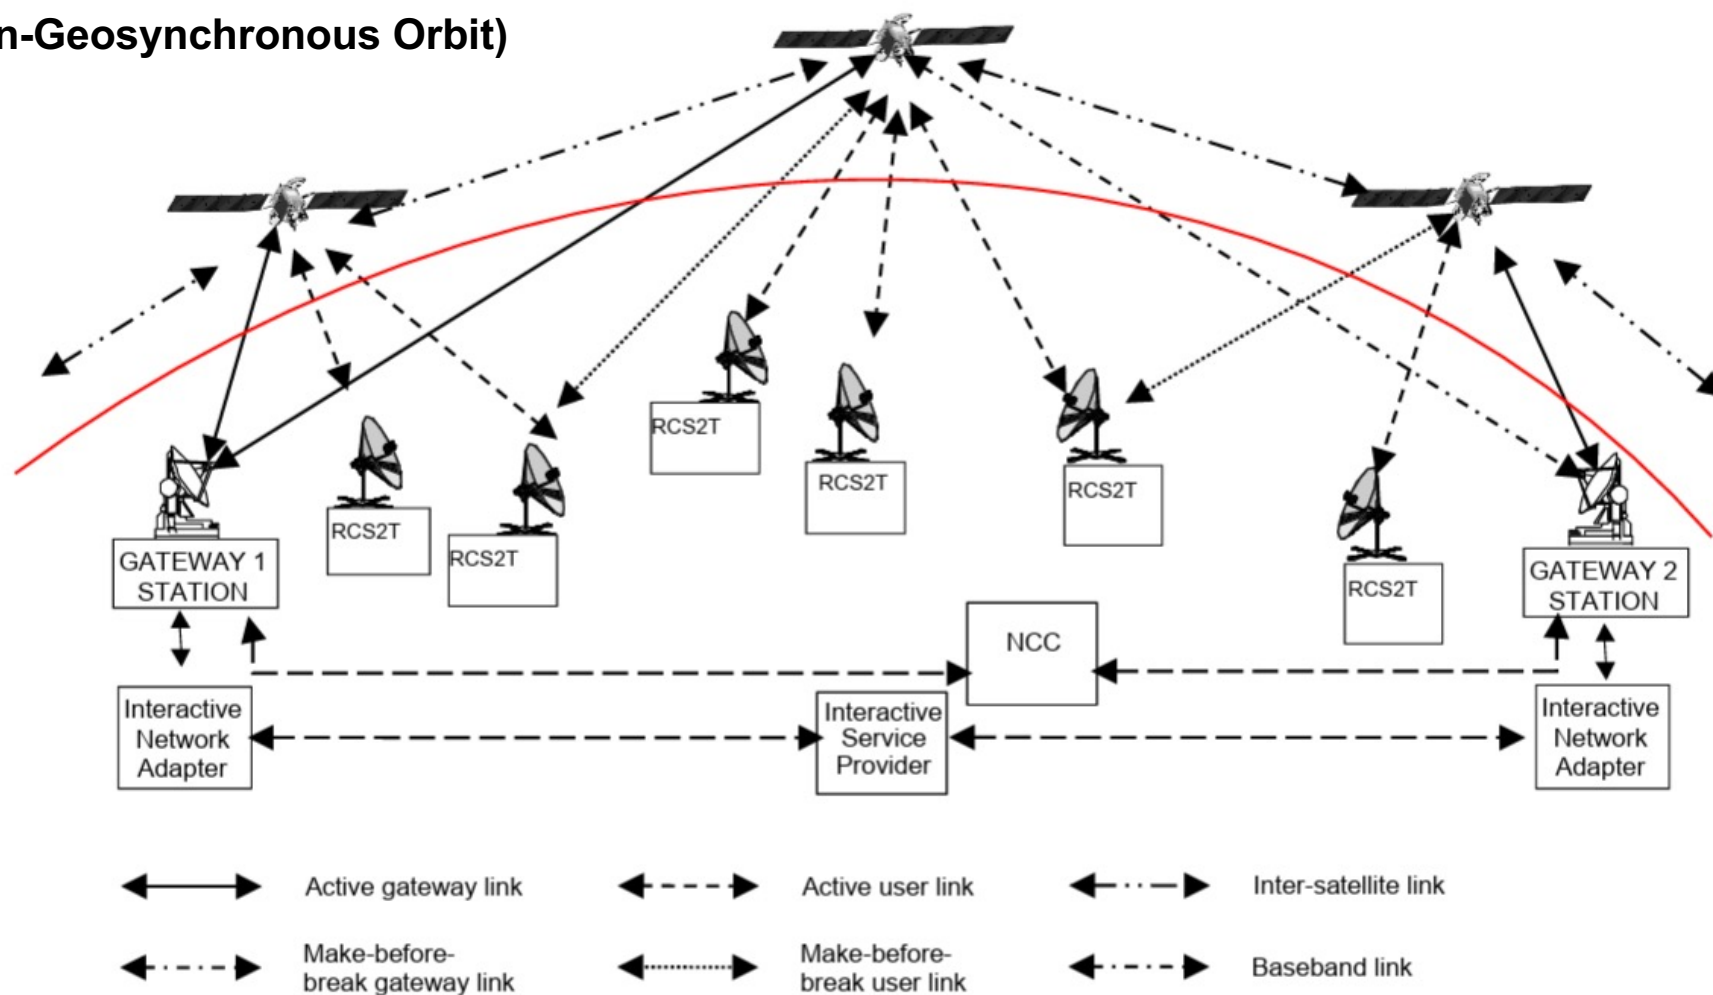 n-Geosynchronous Orbit)
RCS2T
RCS2T
RCS2T
RCS2T
RCS2T
RCS2T
GATEWAY 1
STATION
GATEWAY 2
STATION
NCC
Interactive
Network
Adapter
Interactive
Service
Provider
Interactive
Network
Adapter
Active gateway link
Active user link
Inter-satellite link
Make-before-
break gateway link
Make-before-
break user link
Baseband link